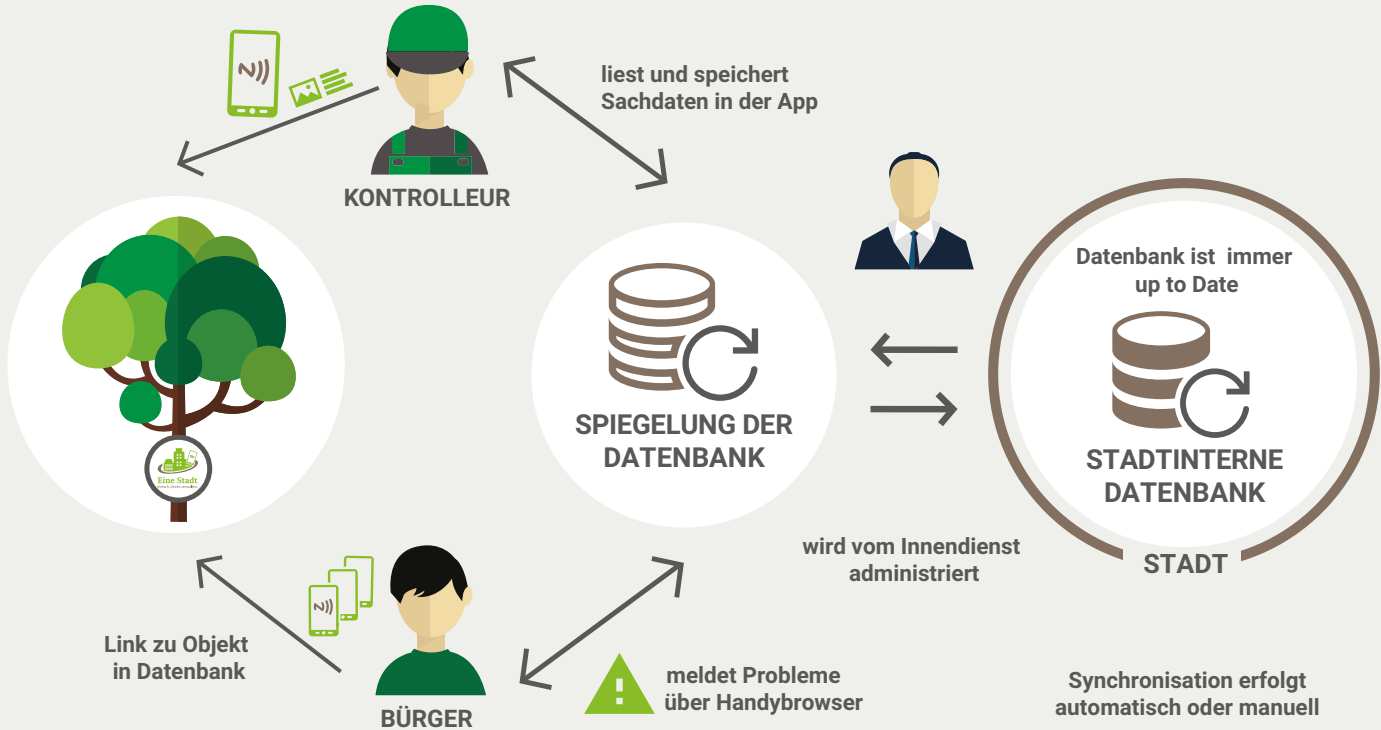 liest und speichert
Sachdaten in der App
KONTROLLEUR
Datenbank ist immer
up to Date
SPIEGELUNG DER
DATENBANK
STADTINTERNE
DATENBANK
STADT
Eine Stadt
wird vom Innendienst
administriert
Link zu Objekt
in Datenbank
BÜRGER
meldet Probleme
über Handybrowser
Synchronisation erfolgt
automatisch oder manuell